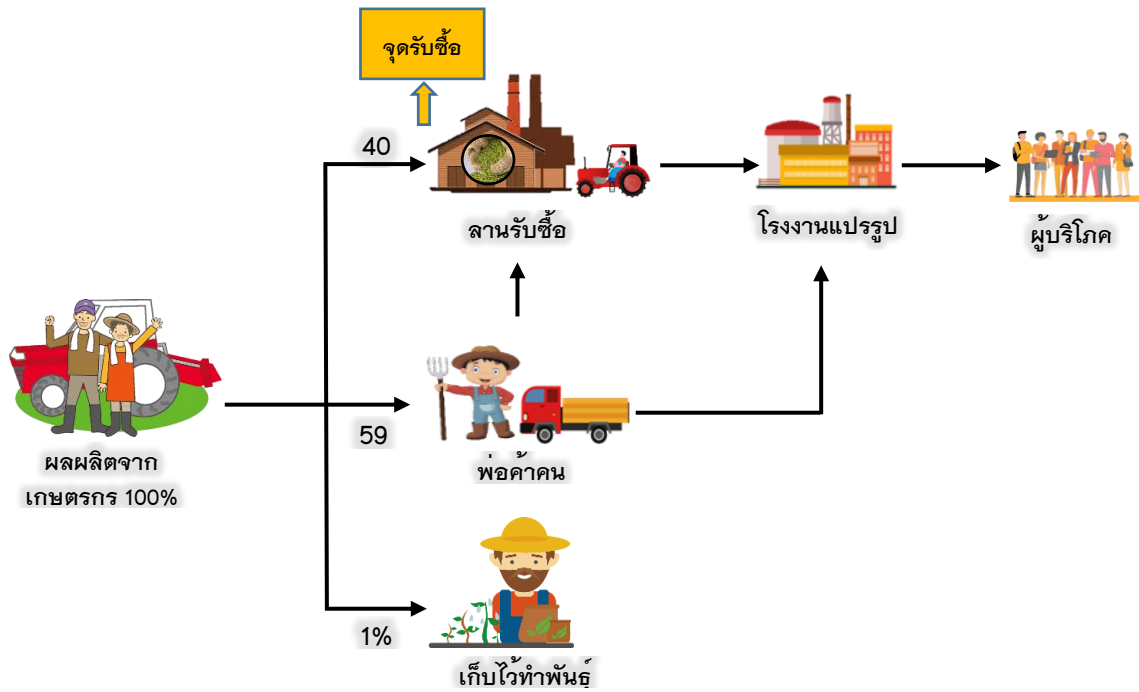 จุดรับซื้อ
40
ลานรับซื้อ
โรงงานแปรรูป
ผู้บริโภค
59
พ่อค้าคน
ผลผลิตจาก
เกษตรกร 100%
1%
เก็บไว้ทำพันธุ์